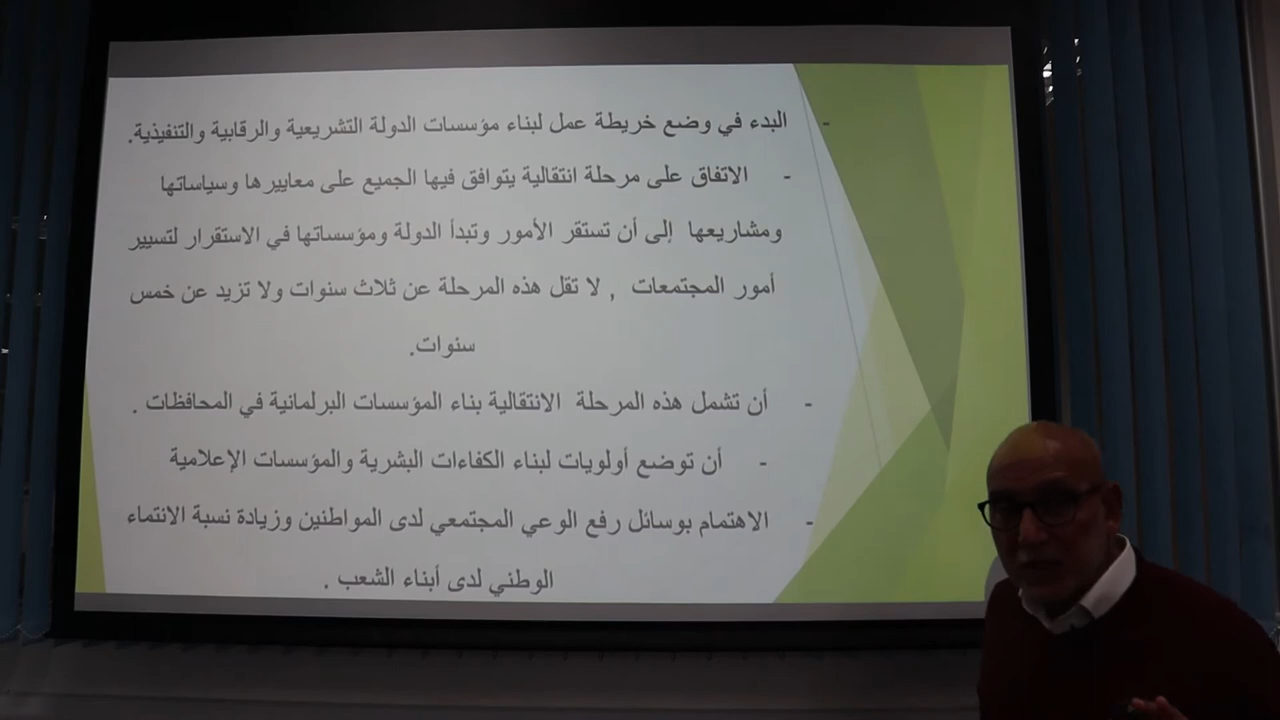 - البدء في وضع خريطة عمل لبناء مؤسسات الدولة التشريعية والرقابية والتنفيذية.
- الاتفاق على مرحلة انتقالية يتوافق فيها الجميع على معاييرها وسياساتها
ومشاريعها إلى أن تستقر الأمور وتبدأ الدولة ومؤسساتها في الاستقرار لتسيير
أمور المجتمعات , لا تقل هذه المرحلة عن ثلاث سنوات ولا تزيد عن خمس
سنوات.
- أن تشمل هذه المرحلة الانتقالية بناء المؤسسات البرلمانية في المحافظات .
- أن توضع أولويات لبناء الكفاءات البشرية والمؤسسات الإعلامية
- الاهتمام بوسائل رفع الوعي المجتمعي لدى المواطنين وزيادة نسبة الانتماء
الوطني لدى أبناء الشعب .